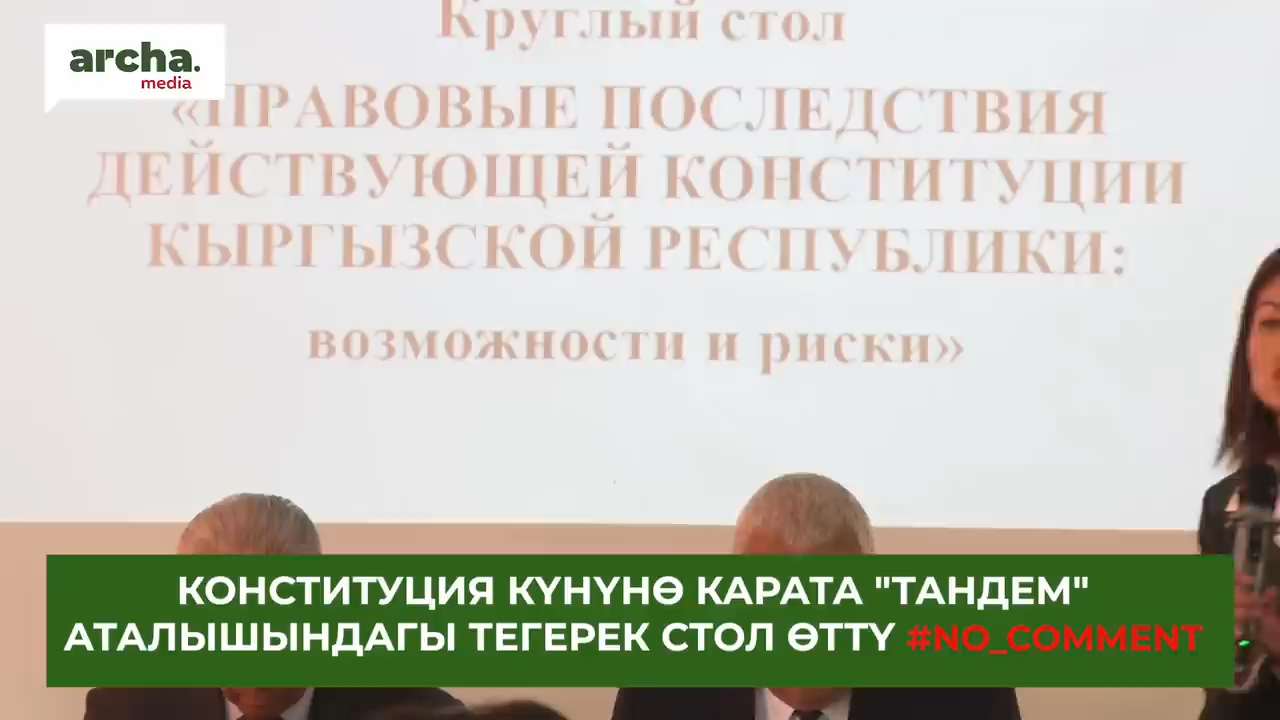 archa.
media
Круглый стол
«ПРАВОВЫЕ ПОСЛЕДСТВИЯ
ДЕЙСТВУЮЩЕЙ КОНСТИТУЦИИ
КЫРГЫЗСКОЙ РЕСПУБЛИКИ:
возможности и риски»
КОНСТИТУЦИЯ КҮНҮНӨ КАРАТА "ТАНДЕМ"
АТАЛЫШЫНДАГЫ ТЕГЕРЕК СТОЛ ӨТТҮ #NO_COMMENT